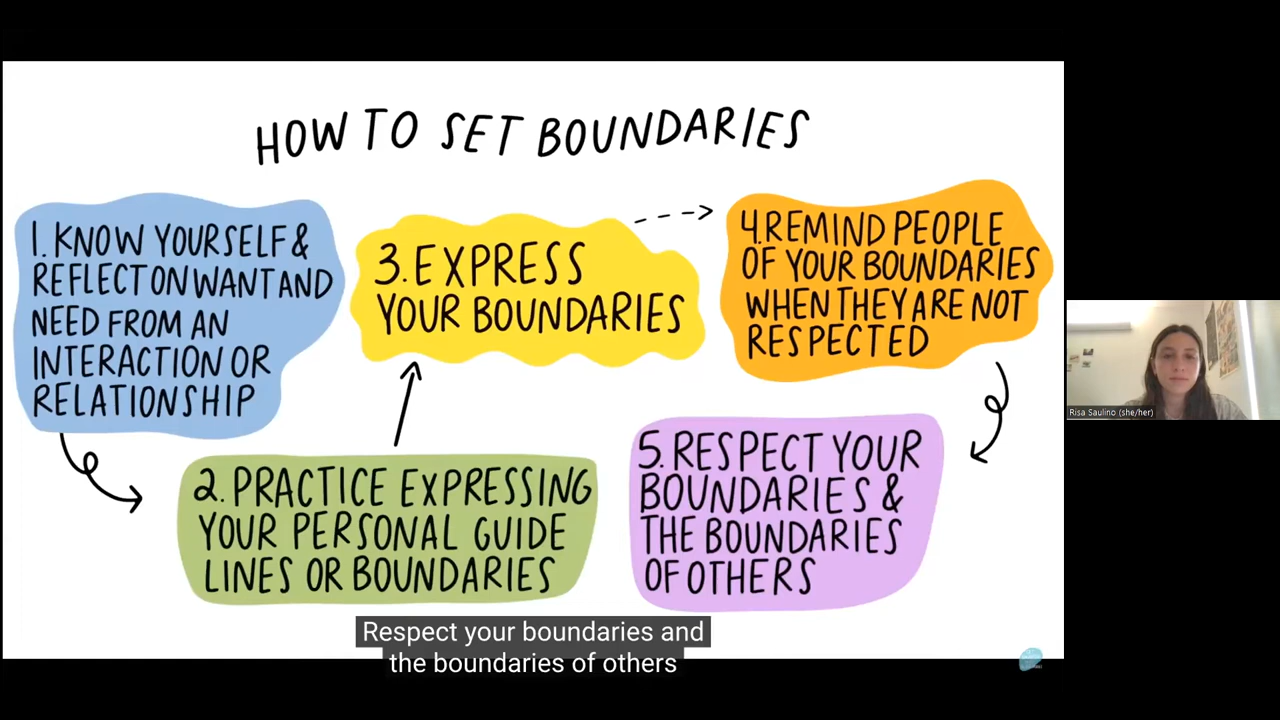 HOW TO SET BOUNDARIES
1. KNOW YOURSELF &
REFLECT ON WANT AND
NEED FROM AN
INTERACTION OR
RELATIONSHIP
2. PRACTICE EXPRESSING
YOUR PERSONAL GUIDE
LINES OR BOUNDARIES
3. EXPRESS
YOUR BOUNDARIES
4. REMIND PEOPLE
OF YOUR BOUNDARIES
WHEN THEY ARE NOT
RESPECTED
5. RESPECT YOUR
BOUNDARIES &
THE BOUNDARIES
OF OTHERS
Respect your boundaries and
the boundaries of others
Risa Saulino (she/her)